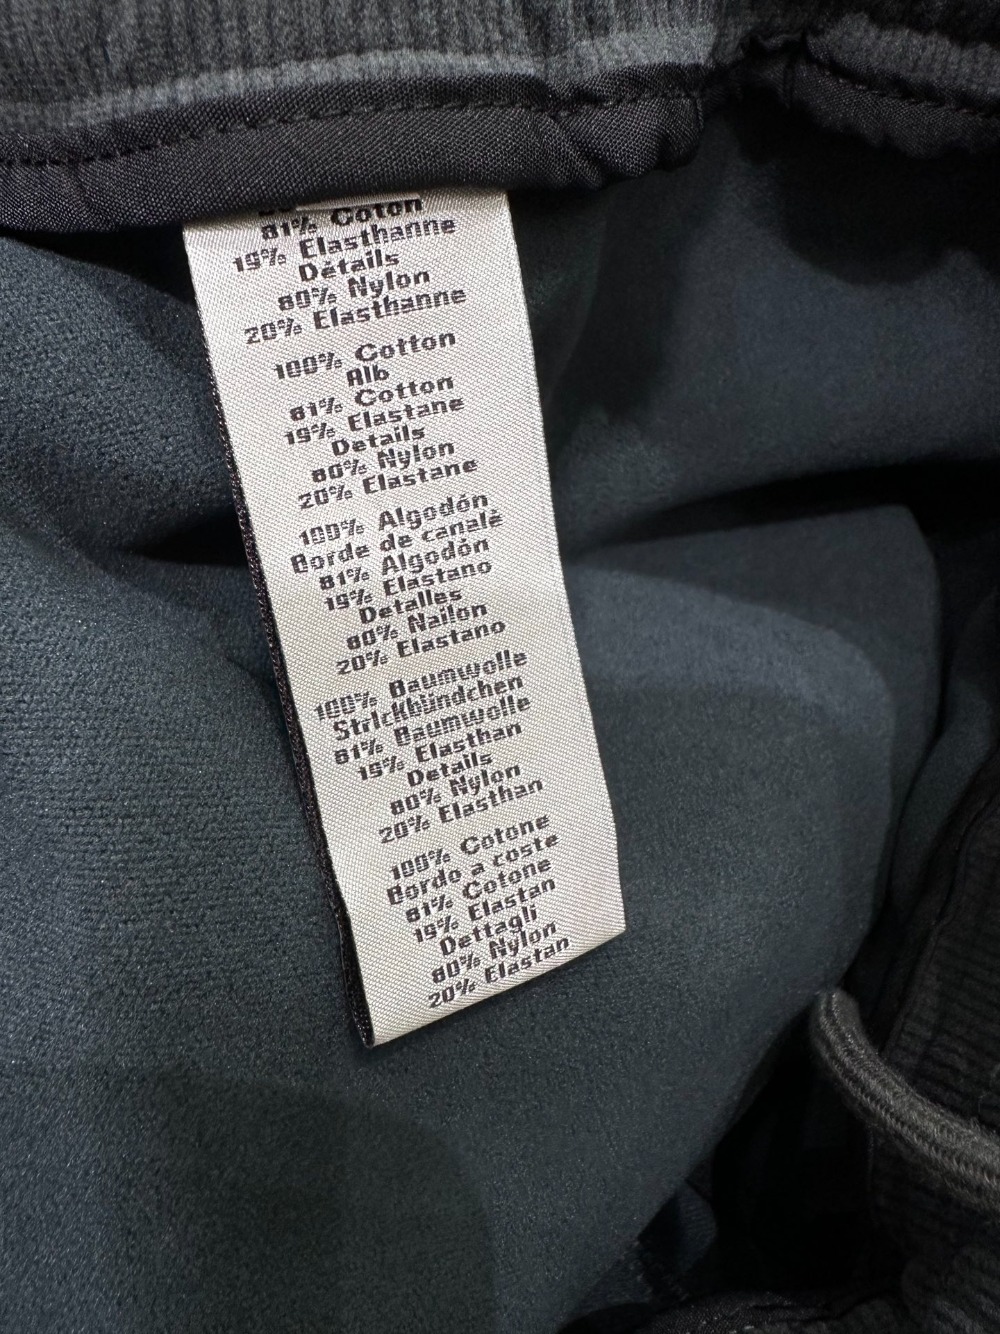 81% Coton
19% Elasthanne
Détails
80% Nylon
20% Elasthanne
100% Cotton
Rib
81% Cotton
19% Elastane
Details
80% Nylon
20% Elastane
100% Algodón
Borde de canalé
81% Algodón
19% Elastano
Detalles
80% Nailon
20% Elastano
100% Baumwolle
Strickbündchen
81% Baumwolle
19% Elasthan
Details
80% Nylon
20% Elasthan
100% Cotone
Bordo a coste
81% Cotone
19% Elastan
Dettagli
80% Nylon
20% Elastan